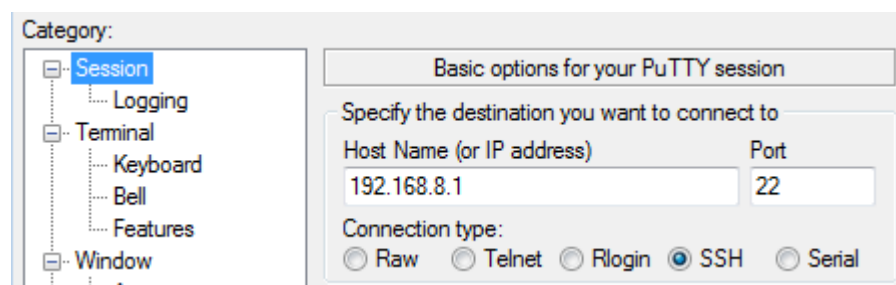 Category:
Session
Logging
Terminal
Keyboard
Bell
Features
Window
Basic options for your PuTTY session
Specify the destination you want to connect to
Host Name (or IP address) Port
192.168.8.1 22
Connection type:
Raw Telnet Rlogin SSH Serial